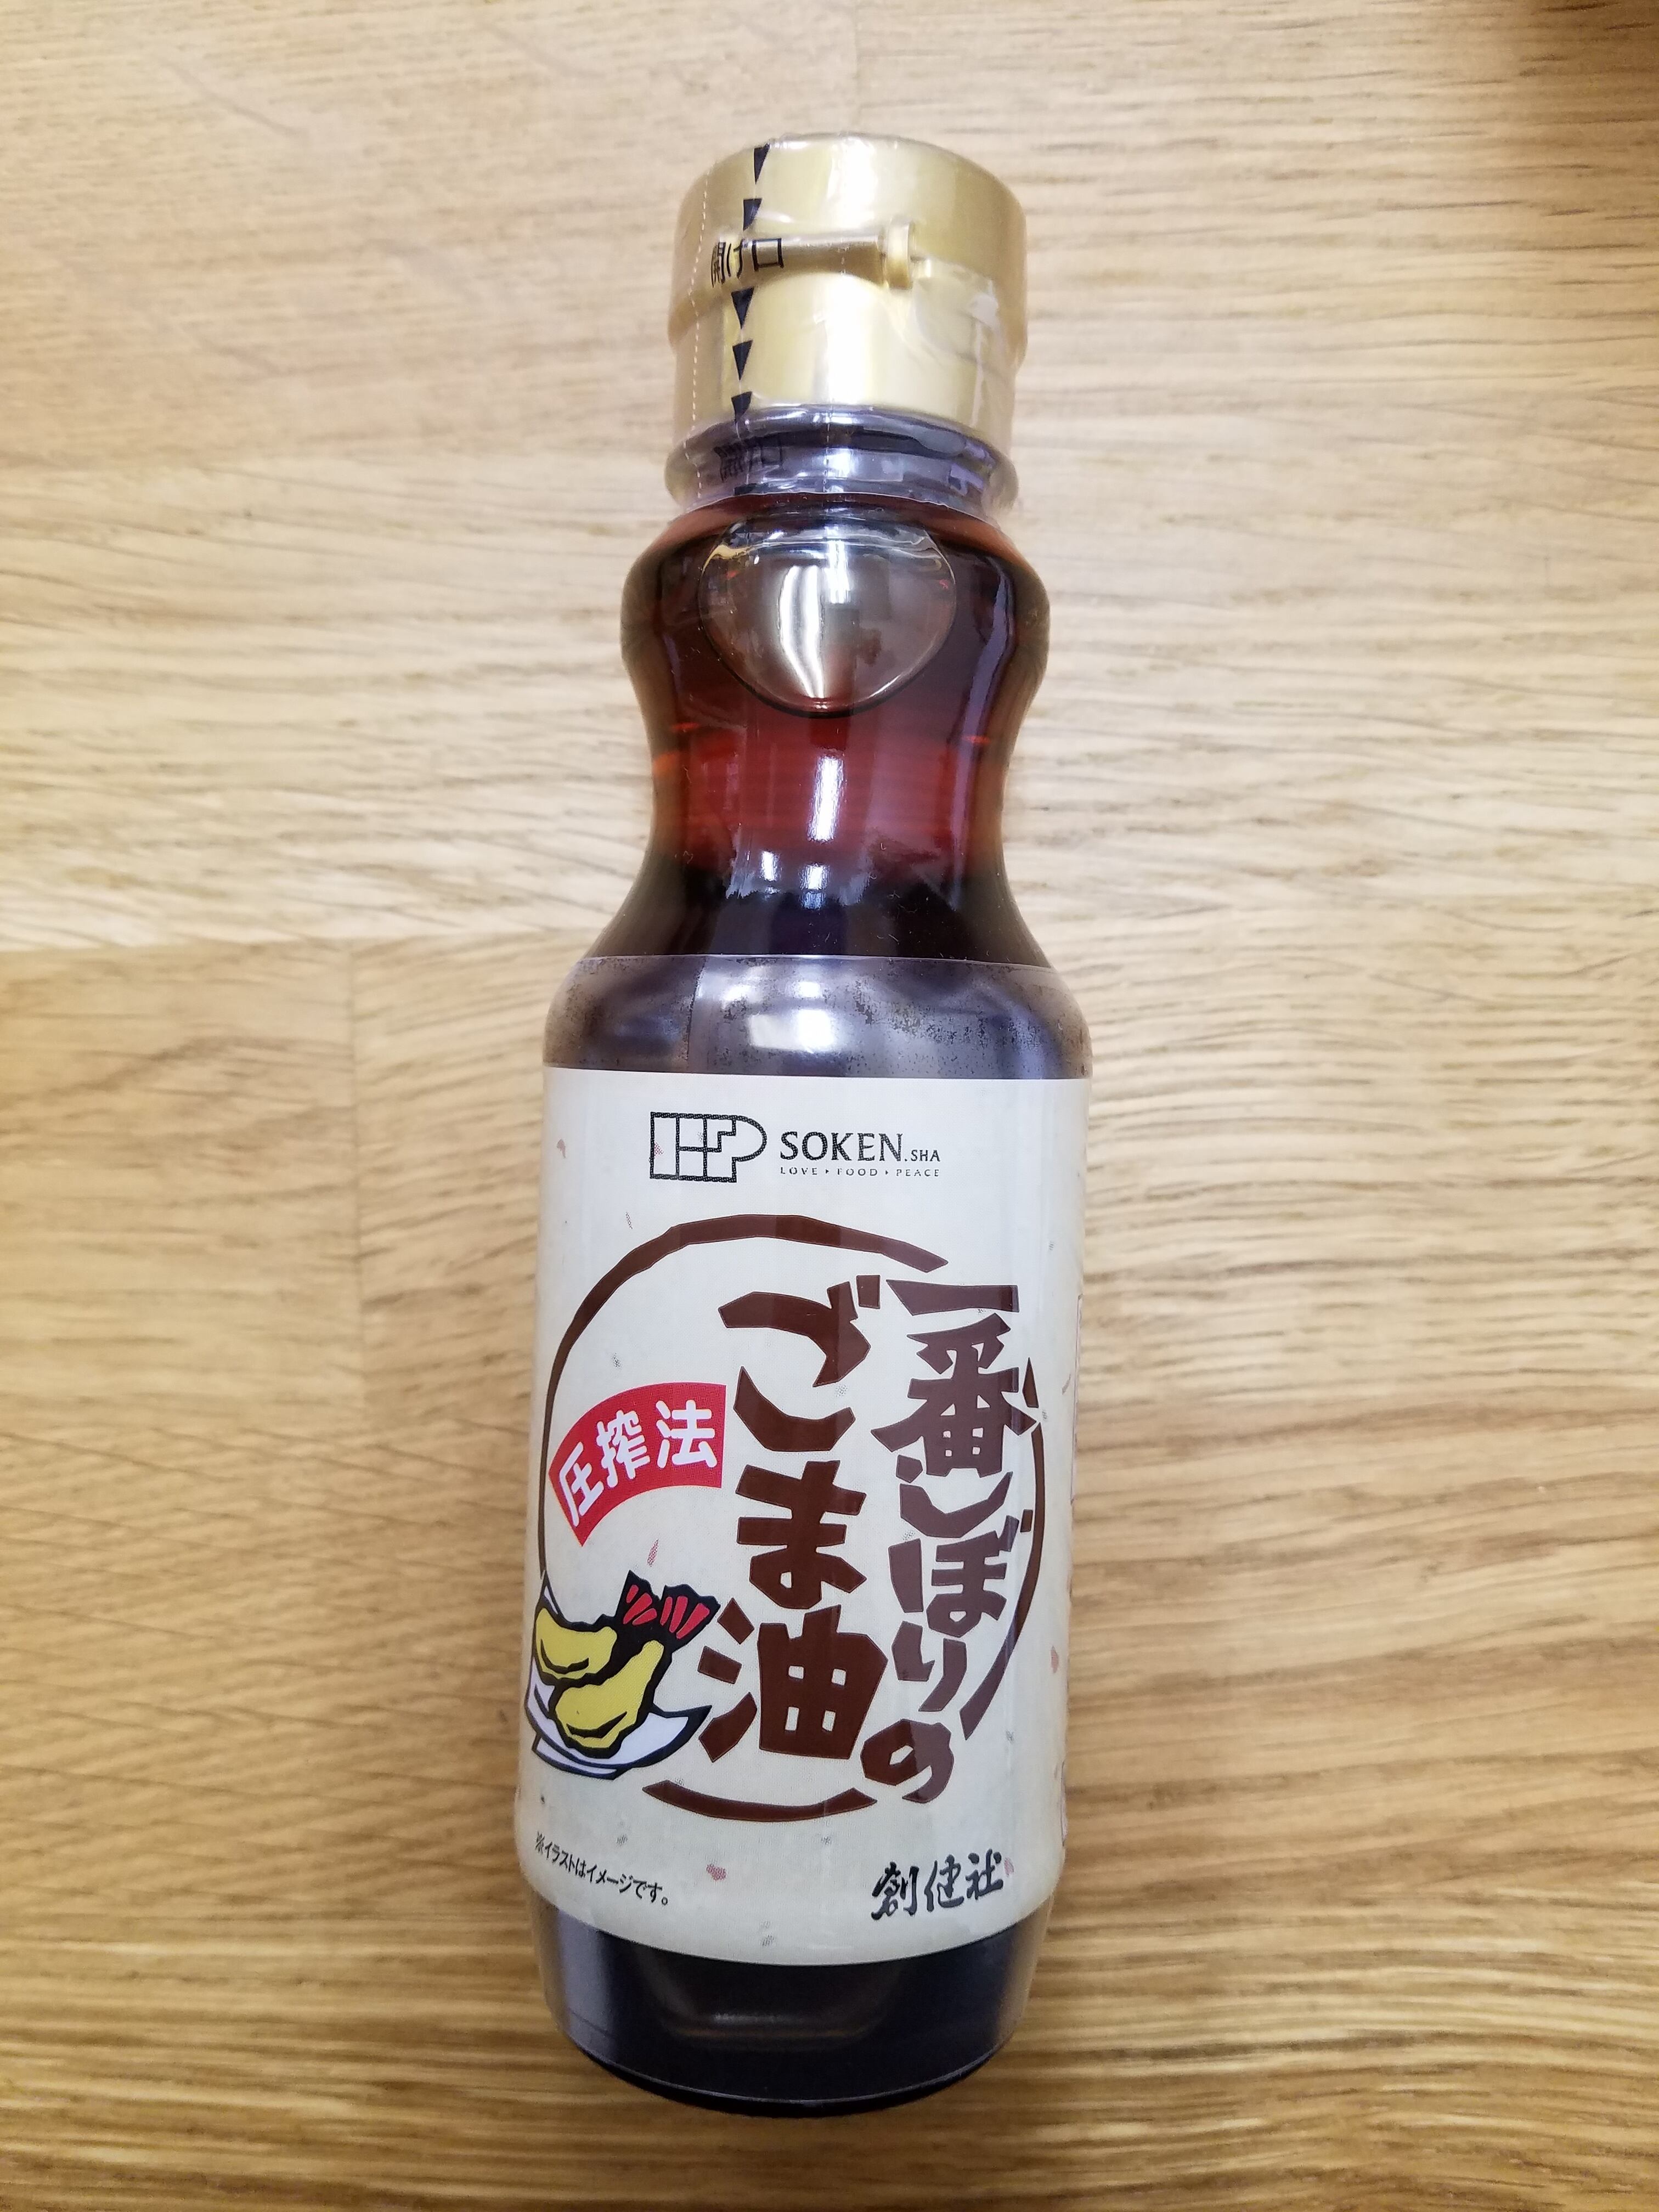 開け口
SOKEN.SHA
LOVE・FOOD・PEACE
一番しぼりの
ごま油
圧搾法
※イラストはイメージです。
創健社